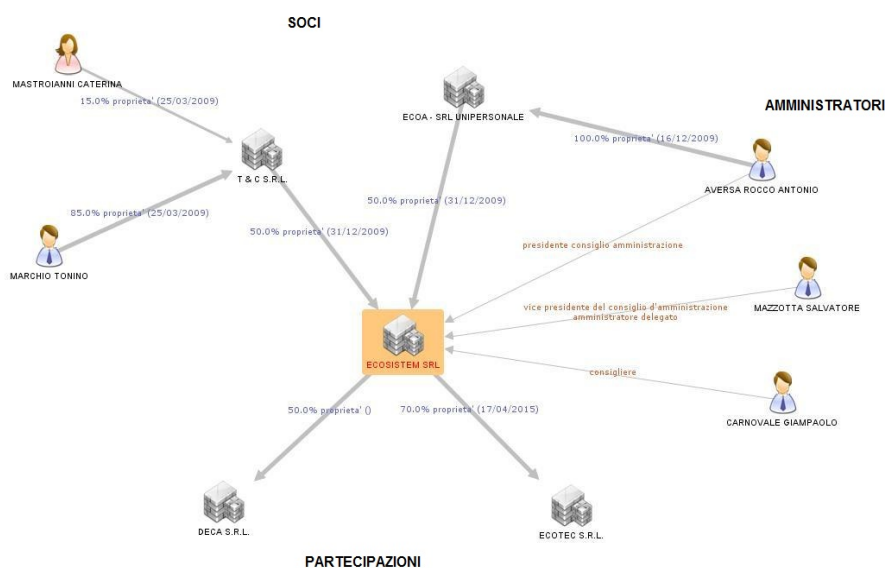 SOCI
MASTROIANNI CATERINA
15.0% proprieta' (25/03/2009)
ECOA - SRL UNIPERSONALE
AMMINISTRATORI
100.0% proprieta' (16/12/2009)
T & C S.R.L.
AVERSA ROCCO ANTONIO
50.0% proprieta' (31/12/2009)
85.0% proprieta' (25/03/2009)
50.0% proprieta' (31/12/2009)
presidente consiglio amministrazione
MARCHIO TONINO
vice presidente del consiglio d'amministrazione
amministratore delegato
MAZZOTTA SALVATORE
ECOSISTEM SRL
consigliere
50.0% proprieta' ()
70.0% proprieta' (17/04/2015)
CARNOVALE GIAMPAOLO
DECA S.R.L.
ECOTEC S.R.L.
PARTECIPAZIONI